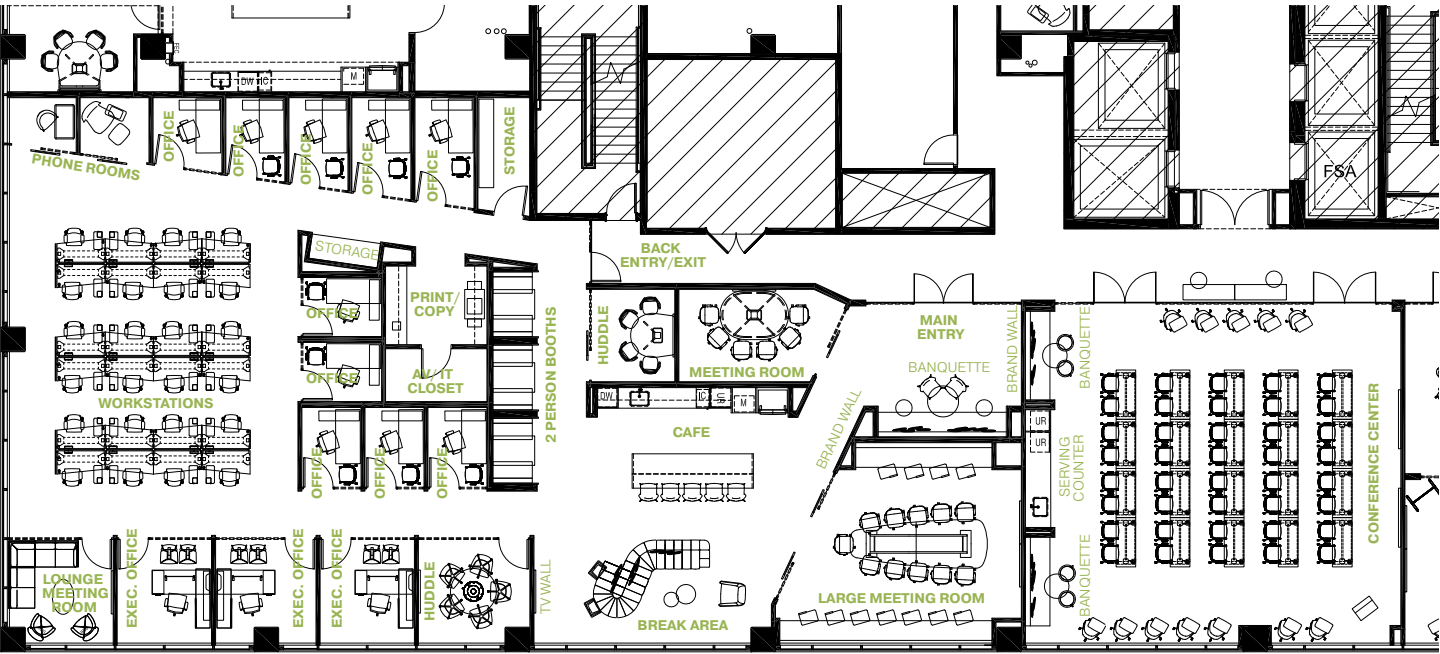 FEC
DW
IC
M
PHONE ROOMS
OFFICE
OFFICE
OFFICE
OFFICE
OFFICE
STORAGE
FSA
STORAGE
BACK
ENTRY/EXIT
OFFICE
PRINT/
COPY
OFFICE
AV/IT
CLOSET
2 PERSON BOOTHS
HUDDLE
MEETING ROOM
MAIN
ENTRY
BANQUETTE
BRAND WALL
BANQUETTE
WORKSTATIONS
DW
IC
UR
M
CAFE
BRAND WALL
UR
UR
SERVING
COUNTER
CONFERENCE CENTER
OFFICE
OFFICE
OFFICE
LOUNGE
MEETING
ROOM
EXEC. OFFICE
EXEC. OFFICE
EXEC. OFFICE
HUDDLE
TV WALL
BREAK AREA
LARGE MEETING ROOM
BANQUETTE